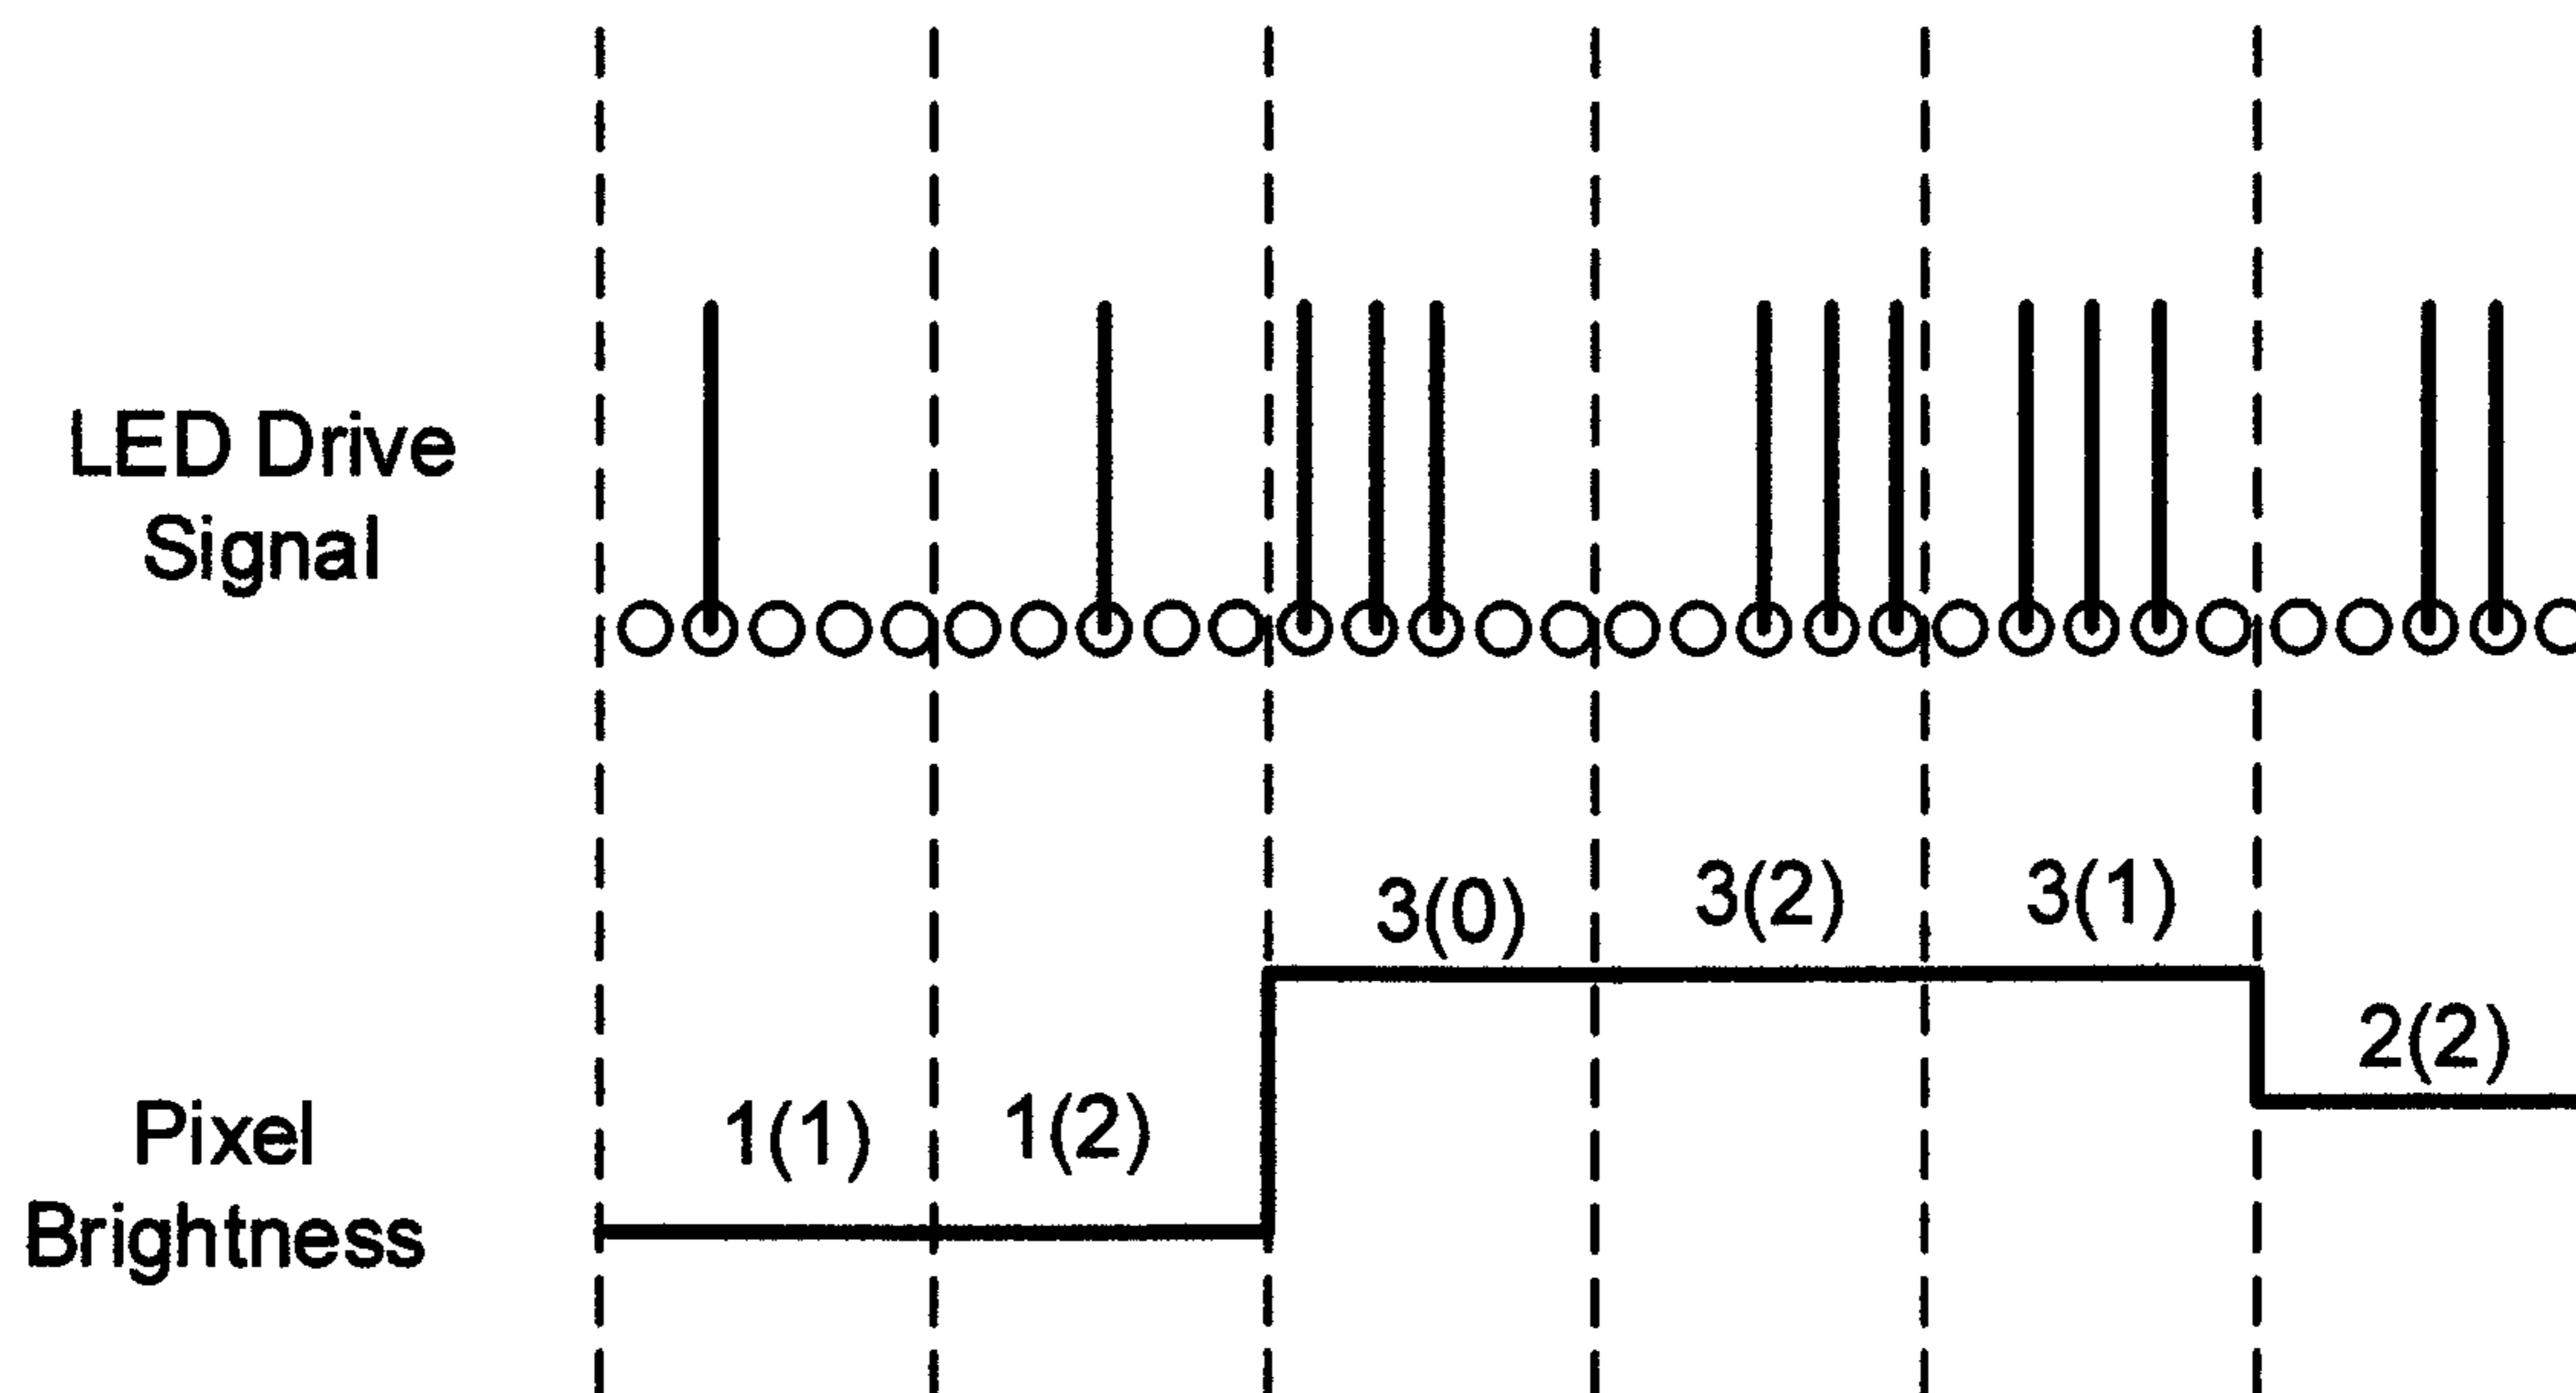 LED Drive
Signal
3(0)
3(2)
3(1)
2(2)
1(1)
1(2)
Pixel
Brightness